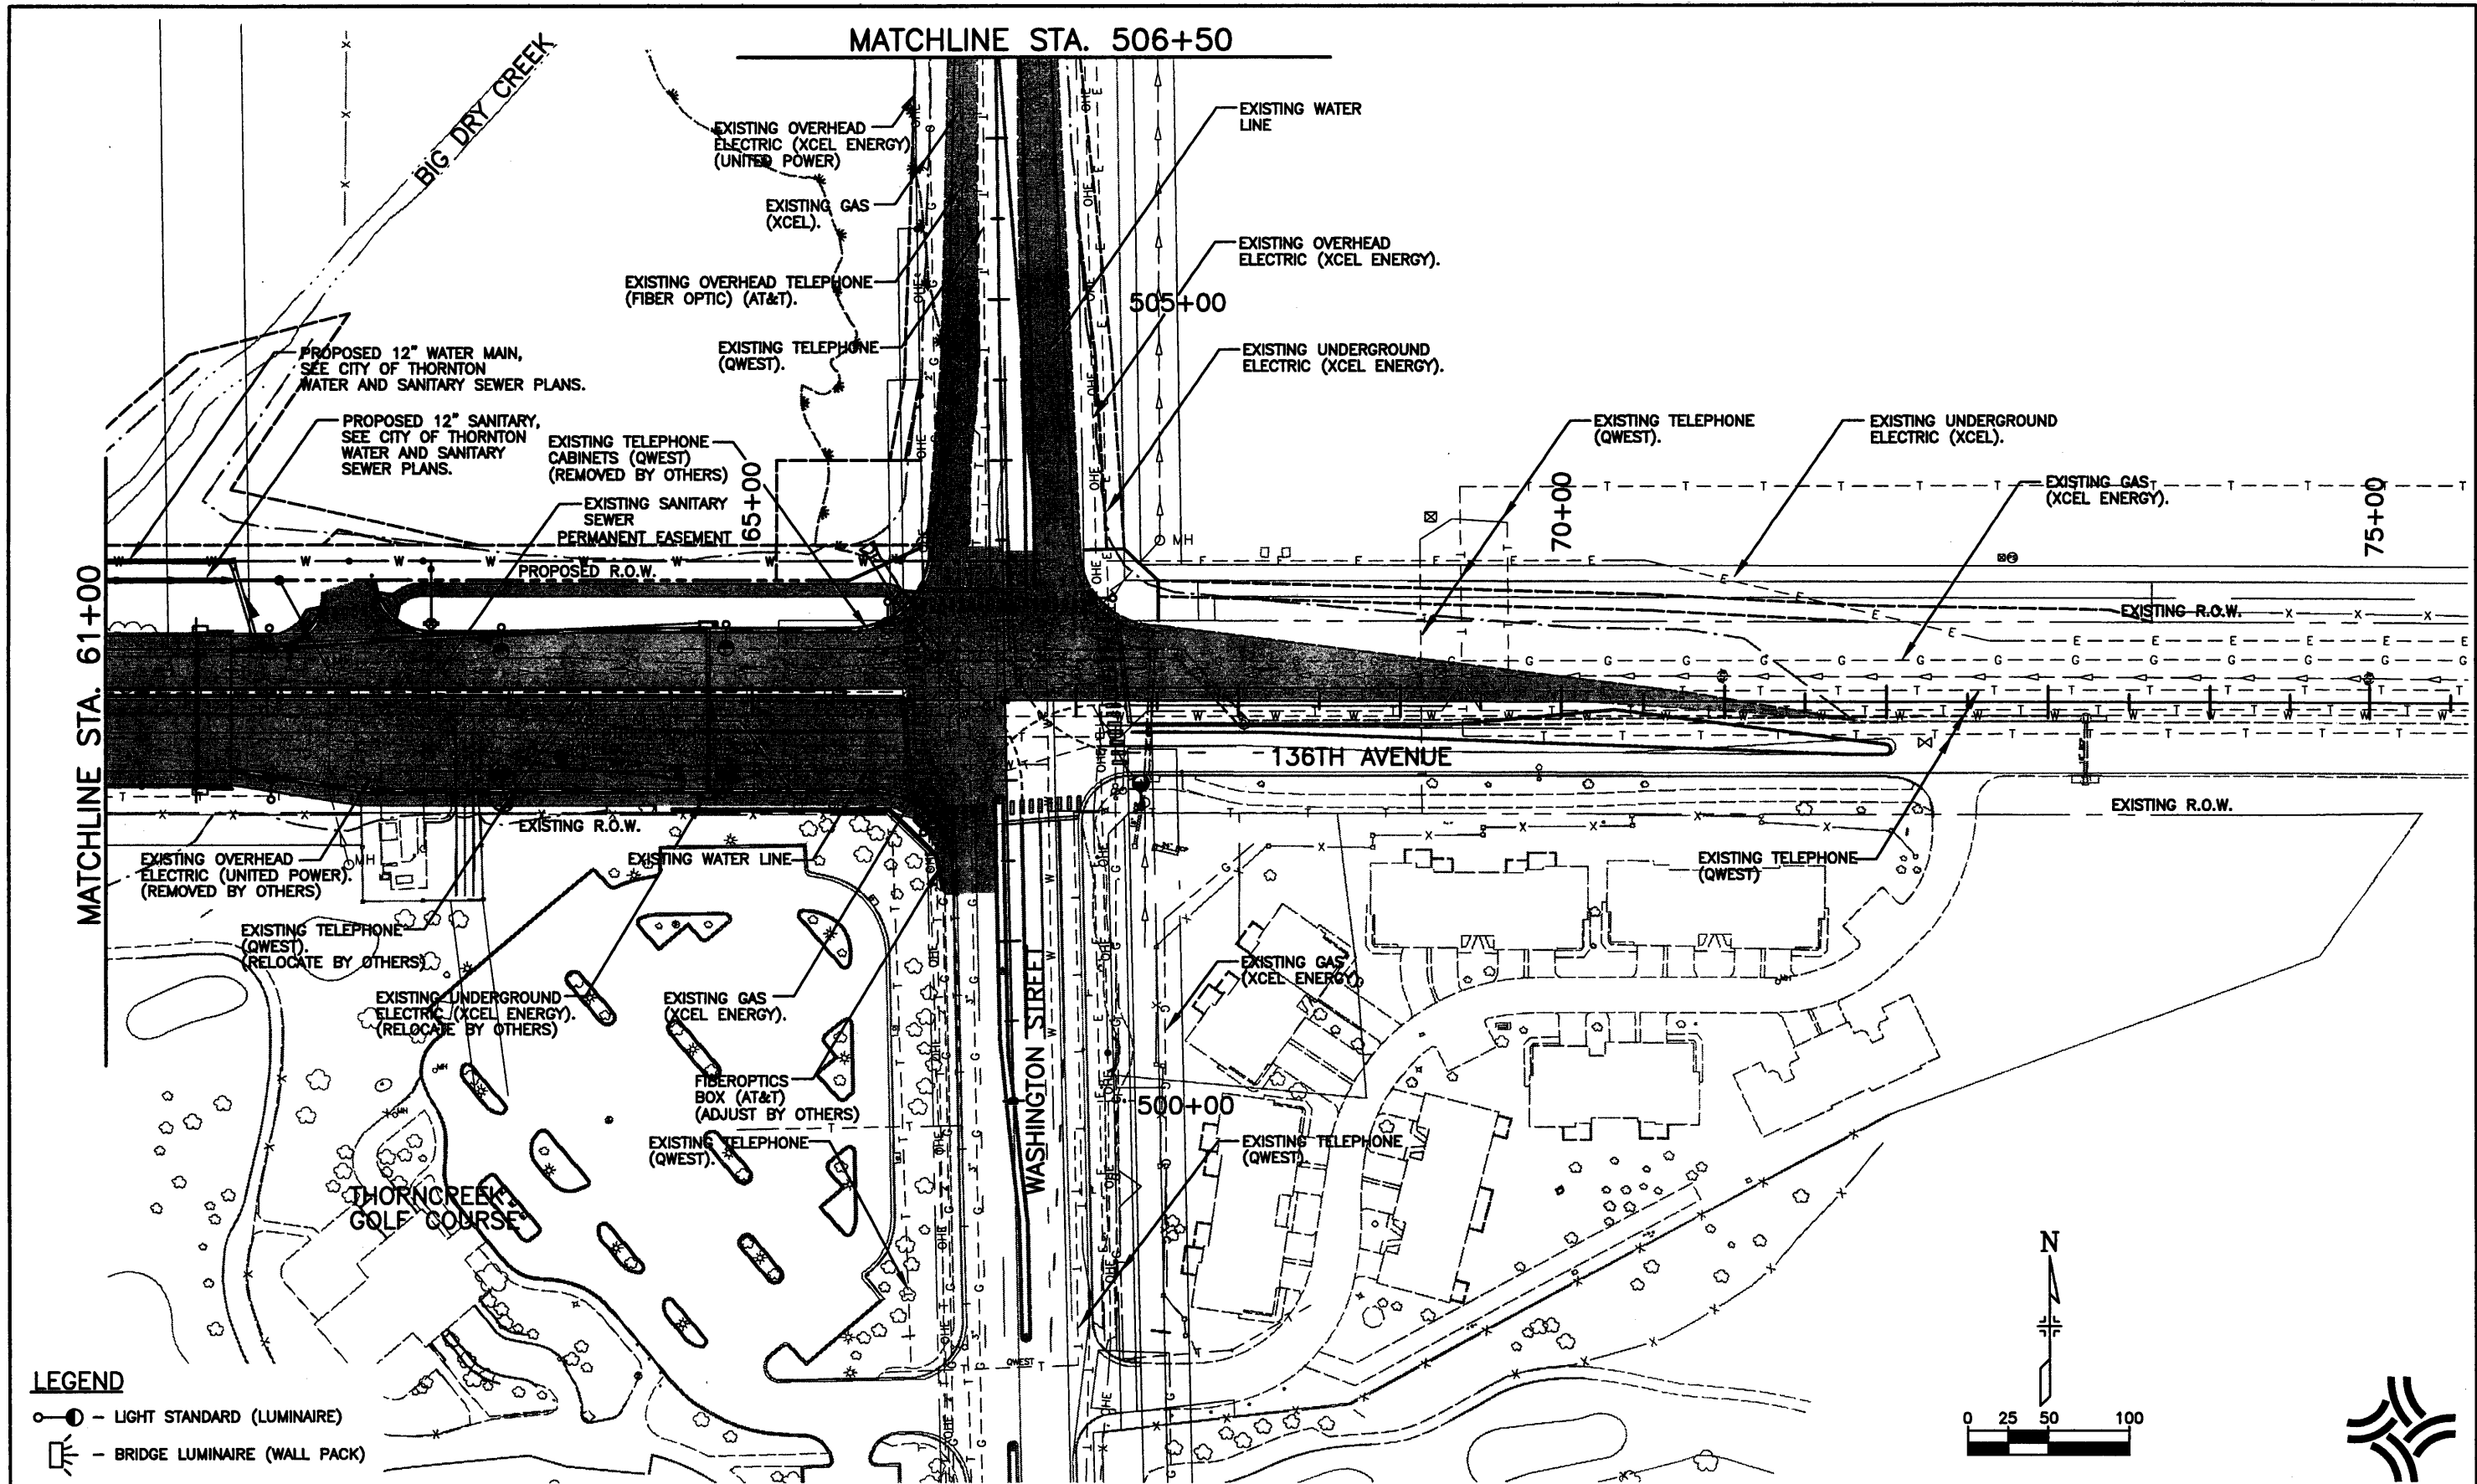 MATCHLINE STA. 506+50
BIG DRY CREEK
EXISTING OVERHEAD
ELECTRIC (XCEL ENERGY)
(UNITED POWER)
EXISTING WATER
LINE
EXISTING GAS
(XCEL).
EXISTING OVERHEAD
ELECTRIC (XCEL ENERGY).
EXISTING OVERHEAD TELEPHONE
(FIBER OPTIC) (AT&T).
505+00
EXISTING TELEPHONE
(QWEST).
EXISTING UNDERGROUND
ELECTRIC (XCEL ENERGY).
PROPOSED 12" WATER MAIN,
SEE CITY OF THORNTON
WATER AND SANITARY SEWER PLANS.
PROPOSED 12" SANITARY,
SEE CITY OF THORNTON
WATER AND SANITARY
SEWER PLANS.
EXISTING TELEPHONE
CABINETS (QWEST)
(REMOVED BY OTHERS)
EXISTING TELEPHONE
(QWEST).
EXISTING UNDERGROUND
ELECTRIC (XCEL).
EXISTING GAS
(XCEL ENERGY).
65+00
70+00
75+00
EXISTING SANITARY
SEWER
PERMANENT EASEMENT
MH
PROPOSED R.O.W.
EXISTING R.O.W.
MATCHLINE STA. 61+00
136TH AVENUE
EXISTING R.O.W.
EXISTING R.O.W.
EXISTING OVERHEAD
ELECTRIC (UNITED POWER).
(REMOVED BY OTHERS)
MH
EXISTING WATER LINE
EXISTING TELEPHONE
(QWEST)
EXISTING TELEPHONE
(QWEST).
(RELOCATE BY OTHERS)
EXISTING UNDERGROUND
ELECTRIC (XCEL ENERGY).
(RELOCATE BY OTHERS)
EXISTING GAS
(XCEL ENERGY).
EXISTING GAS
(XCEL ENERGY)
WASHINGTON STREET
FIBEROPTICS
BOX (AT&T)
(ADJUST BY OTHERS)
500+00
EXISTING TELEPHONE
(QWEST).
EXISTING TELEPHONE
(QWEST)
THORNCREEK
GOLF COURSE
QWEST
N
LEGEND
- LIGHT STANDARD (LUMINAIRE)
- BRIDGE LUMINAIRE (WALL PACK)
0 25 50 100